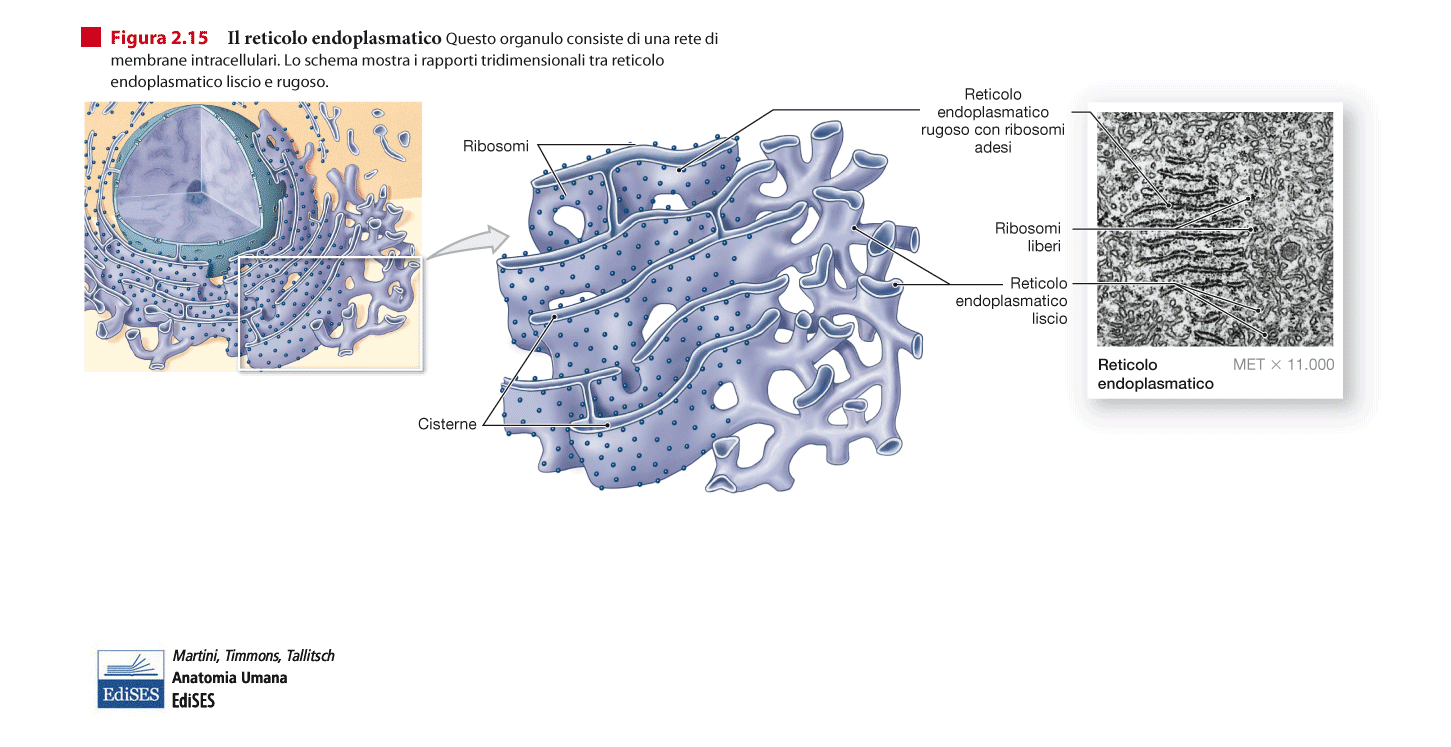 Figura 2.15 Il reticolo endoplasmatico Questo organulo consiste di una rete di
membrane intracellulari. Lo schema mostra i rapporti tridimensionali tra reticolo
endoplasmatico liscio e rugoso.
Ribosomi
Reticolo
endoplasmatico
rugoso con ribosomi
adesi
Ribosomi
liberi
Reticolo
endoplasmatico
liscio
Cisterne
Reticolo
endoplasmatico
MET × 11.000
EdiSES
Martini, Timmons, Tallitsch
Anatomia Umana
EdiSES